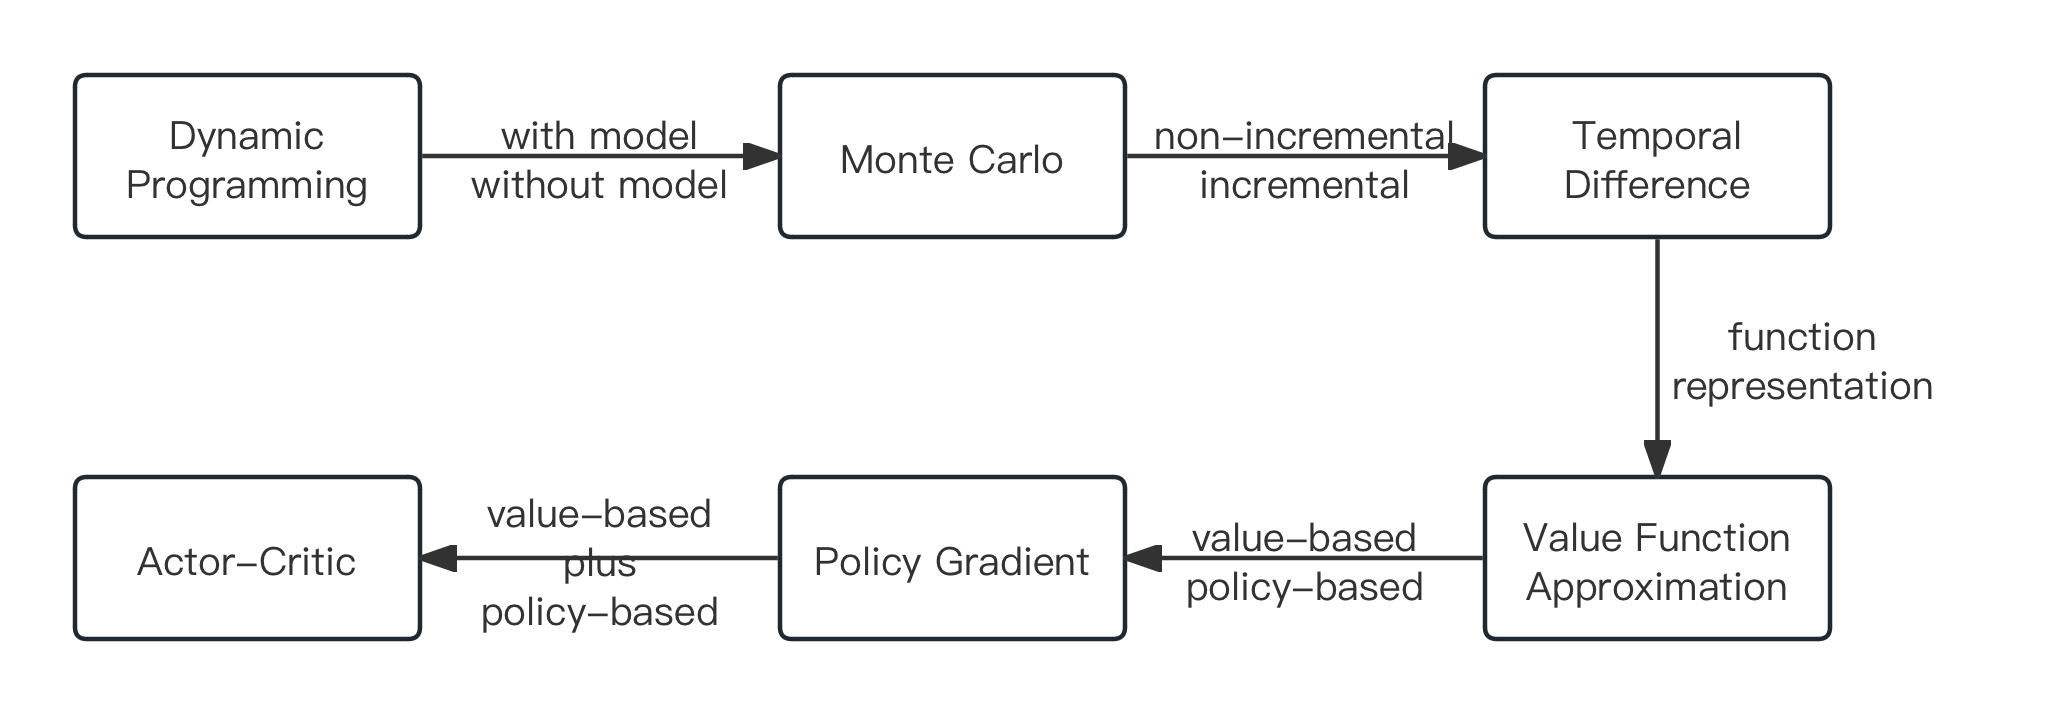 Dynamic
Programming
with model
without model
Monte Carlo
non-incremental
incremental
Temporal
Difference
function
representation
Value Function
Approximation
value-based
policy-based
Policy Gradient
value-based
plus
policy-based
Actor-Critic